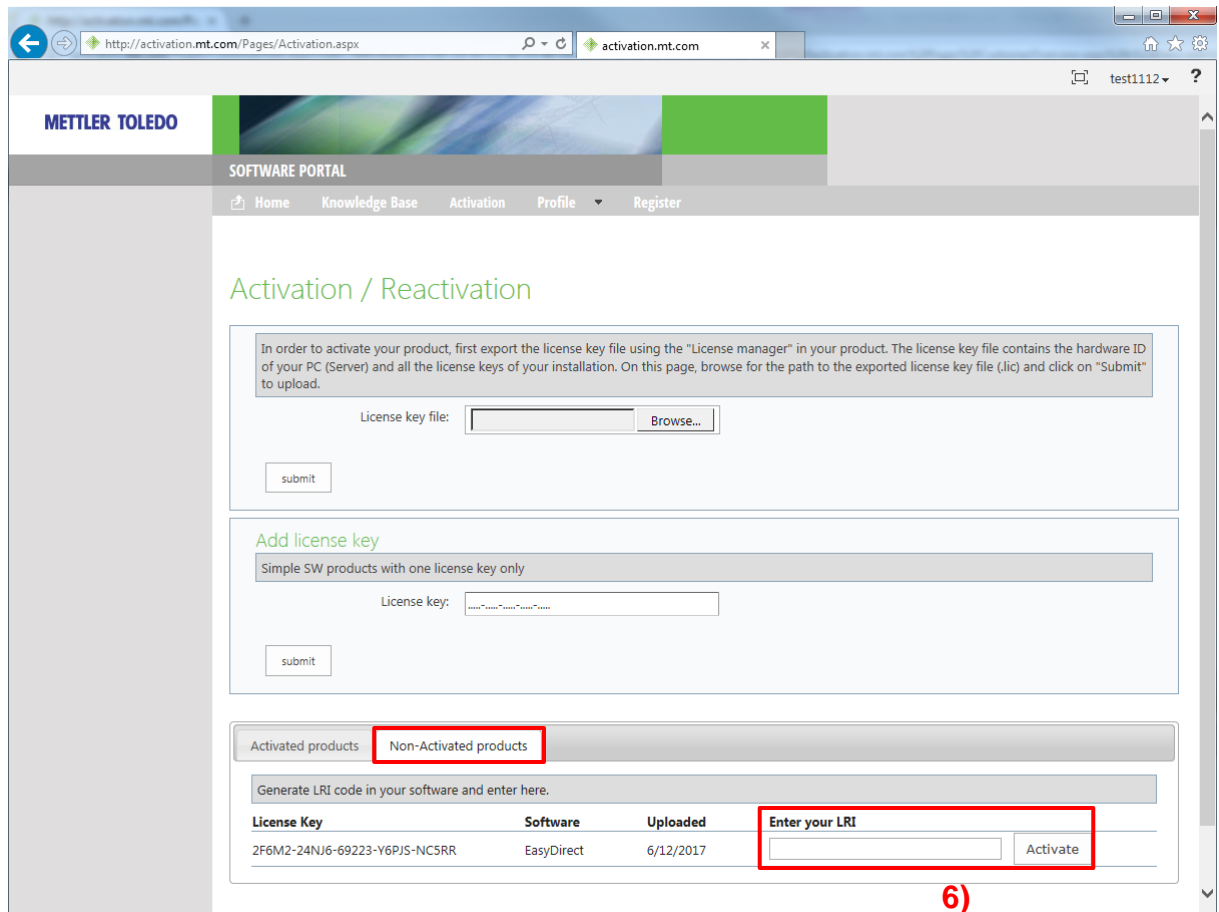 http://activation.mt.com/Pages/Activation.aspx
activation.mt.com
test1112
?
METTLER TOLEDO
SOFTWARE PORTAL
Home Knowledge Base Activation Profile Register
Activation / Reactivation
In order to activate your product, first export the license key file using the "License manager" in your product. The license key file contains the hardware ID
of your PC (Server) and all the license keys of your installation. On this page, browse for the path to the exported license key file (.lic) and click on "Submit"
to upload.
License key file: Browse...
submit
Add license key
Simple SW products with one license key only
License key: .....-.....-.....-.....-.....
submit
Activated products Non-Activated products
Generate LRI code in your software and enter here.
License Key Software Uploaded Enter your LRI
2F6M2-24NJ6-69223-Y6PJS-NC5RR EasyDirect 6/12/2017 Activate
6)